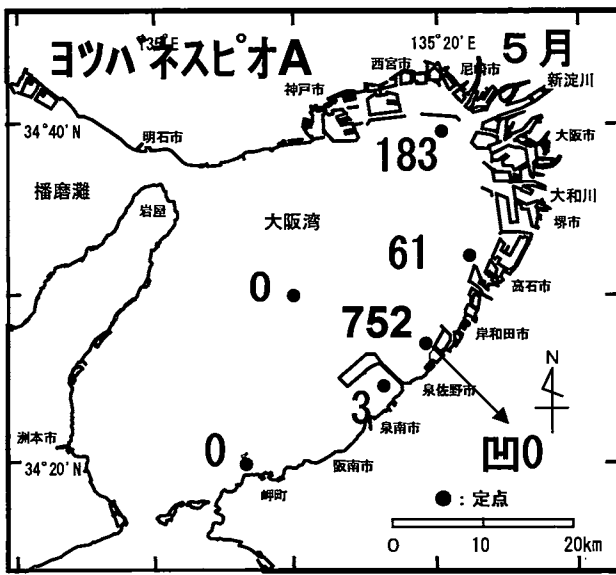 135°E
135°20'E
ヨツハﾞネスピオA
5月
西宮市
尼崎市
新淀川
神戸市
34°40'N
明石市
183
大阪市
播磨灘
岩屋
大阪湾
大和川
堺市
61
0
高石市
752
岸和田市
N
泉佐野市
3
泉南市
洲本市
0
凹0
34°20'N
阪南市
岬町
●:定点
0 10 20km